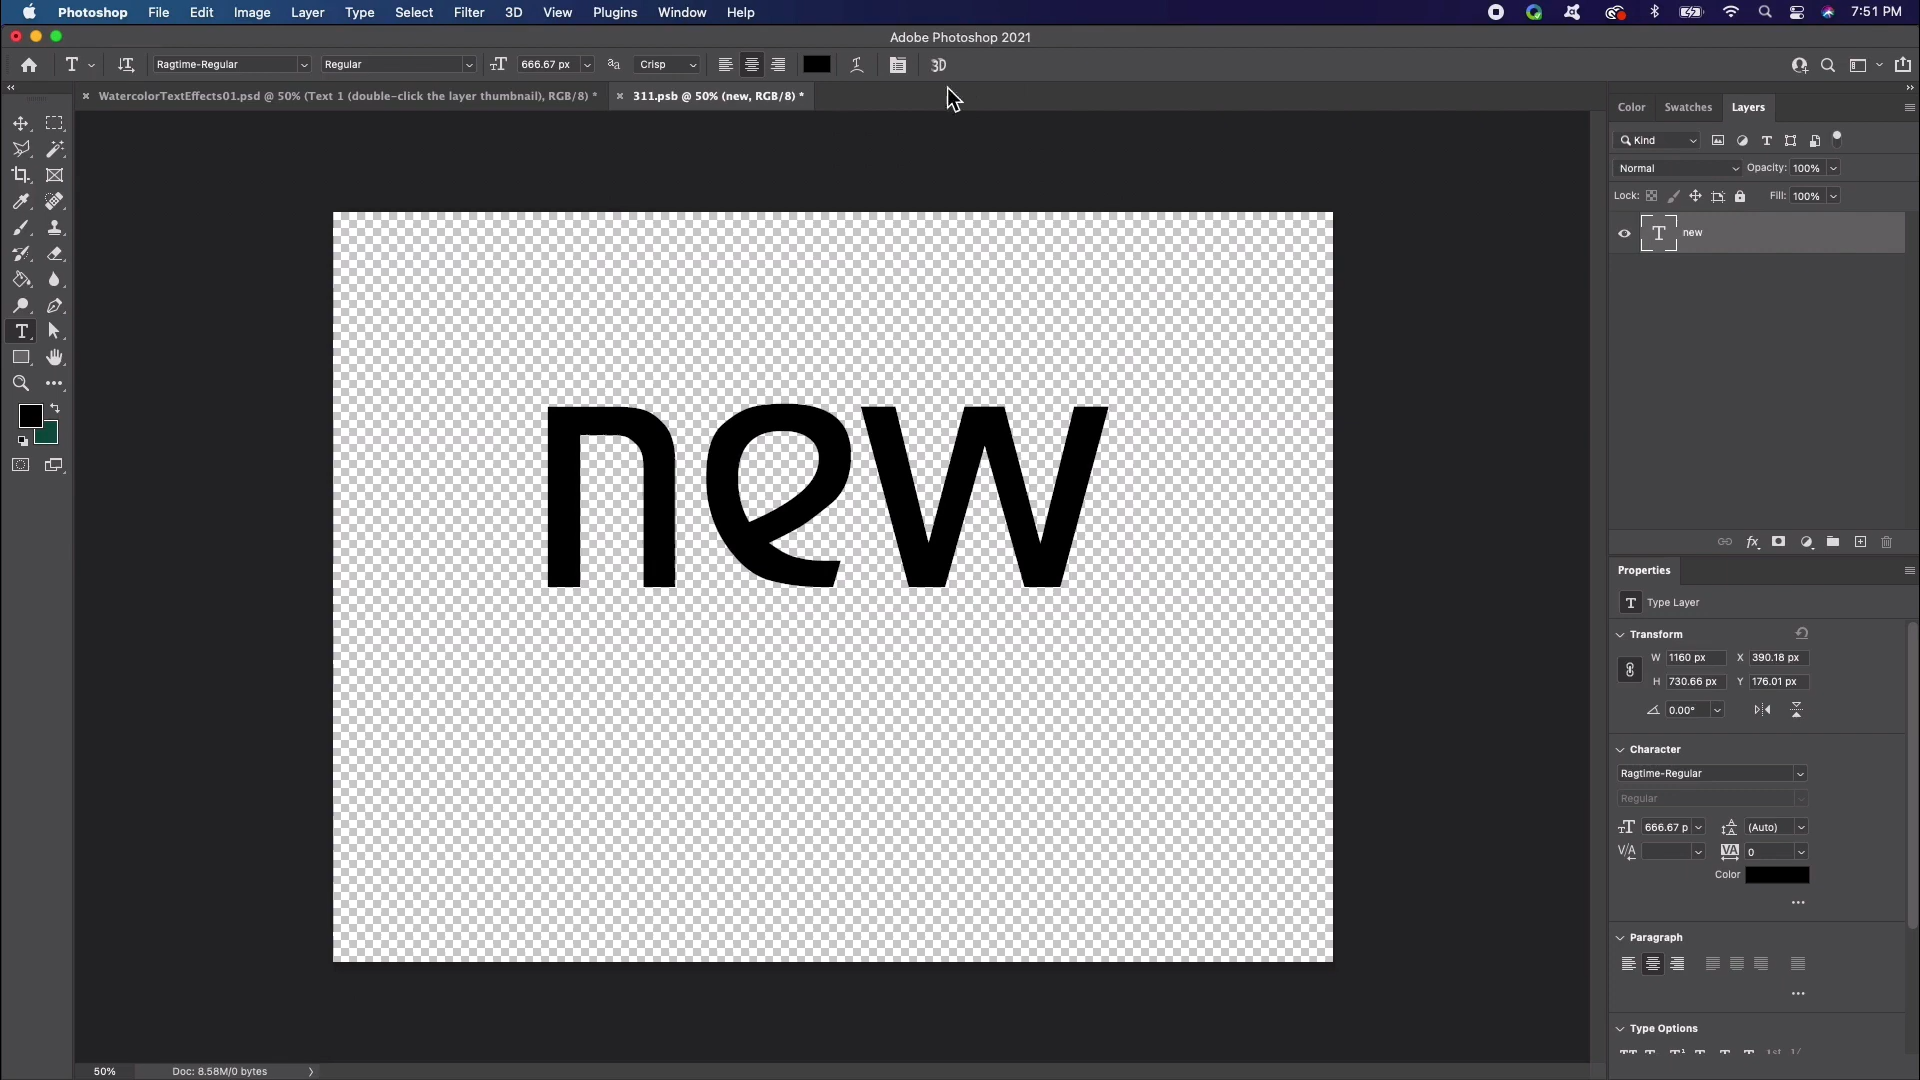 Photoshop File Edit Image Layer Type Select Filter 3D View Plugins Window Help 7:51 PM
Adobe Photoshop 2021
T Ragtime-Regular Regular 666.67 px aa Crisp 3D
WatercolorTextEffects01.psd @ 50% (Text 1 (double-click the layer thumbnail), RGB/8) *
311.psb @ 50% (new, RGB/8) *
Color Swatches Layers
Kind
Normal Opacity: 100%
Lock: Fill: 100%
T new
new
Properties
T Type Layer
Transform
W 1160 px X 390.18 px
H 730.66 px Y 176.01 px
0.00°
Character
Ragtime-Regular
Regular
666.67 p (Auto)
V/A VA 0
Color
Paragraph
Type Options
50% Doc: 8.58M/0 bytes